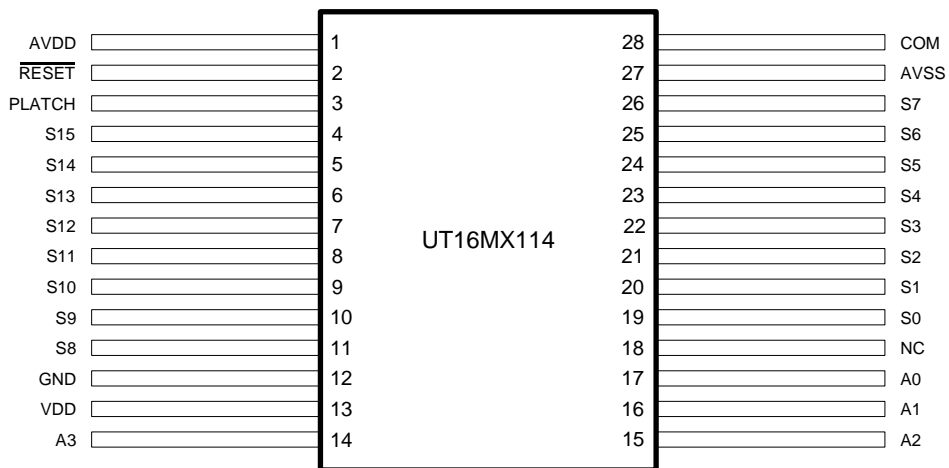 AVDD 1 28 COM
RESET 2 27 AVSS
PLATCH 3 26 S7
S15 4 25 S6
S14 5 24 S5
S13 6 23 S4
S12 7 22 S3
UT16MX114
S11 8 21 S2
S10 9 20 S1
S9 10 19 S0
S8 11 18 NC
GND 12 17 A0
VDD 13 16 A1
A3 14 15 A2